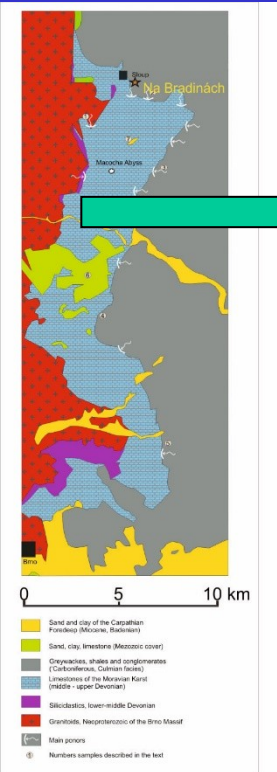 Sloup
Na Bradinách
Macocha Abyss
Brno
0 5 10 km
Sand and clay of the Carpathian
Foredeep (Miocene, Badenian)
Sand, clay, limestone (Mezozoic cover)
Greywackes, shales and conglomerates
(Carboniferous, Culmian facies)
Limestones of the Moravian Karst
(middle - upper Devonian)
Siliciclastics, lower-middle Devonian
Granitoids, Neoproterozoic of the Brno Massif
Main ponors
Numbers samples described in the text